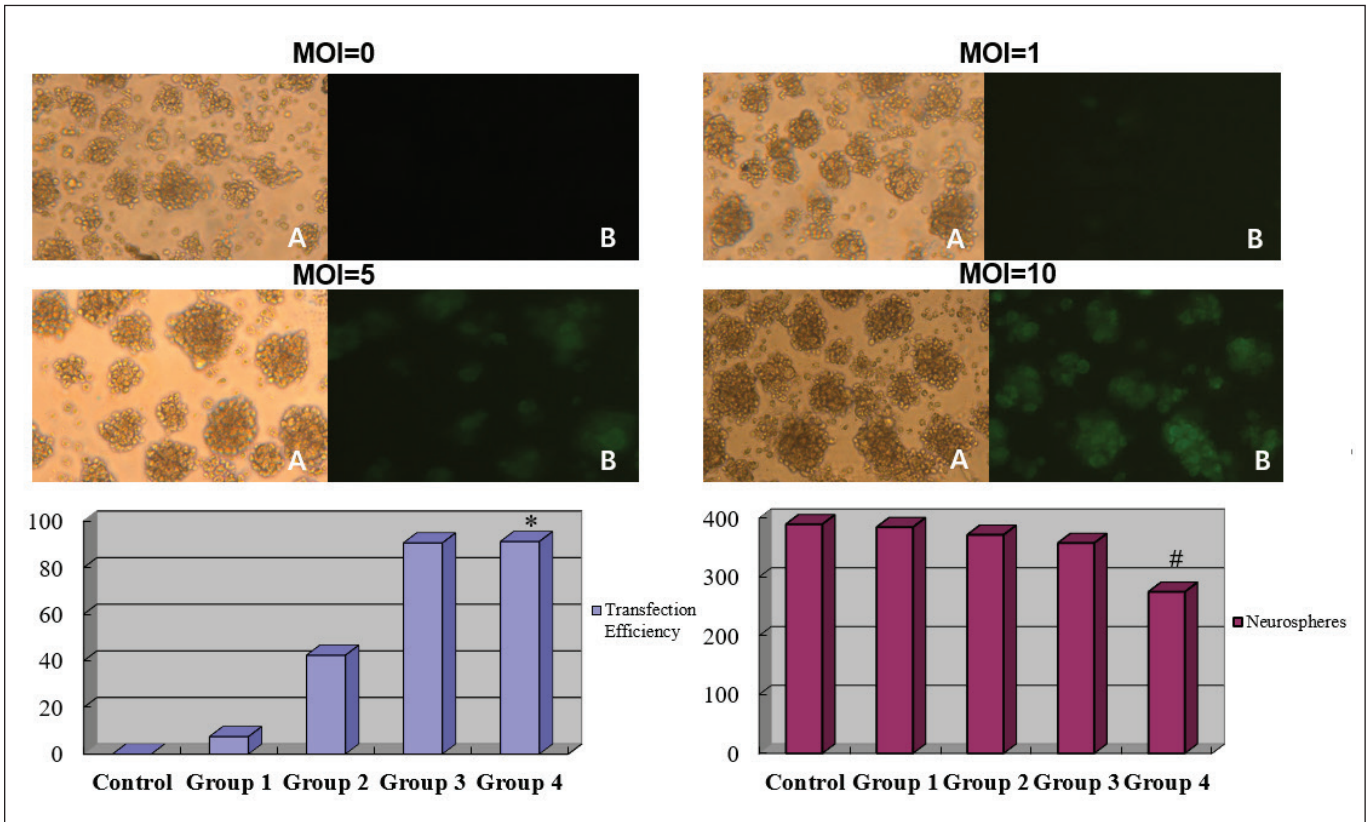 MOI=0
MOI=1
A
B
A
B
MOI=5
MOI=10
A
B
A
B
100
80
60
40
20
0
*
Control Group 1 Group 2 Group 3 Group 4
Transfection
Efficiency
400
300
200
100
0
#
Control Group 1 Group 2 Group 3 Group 4
Neurospheres